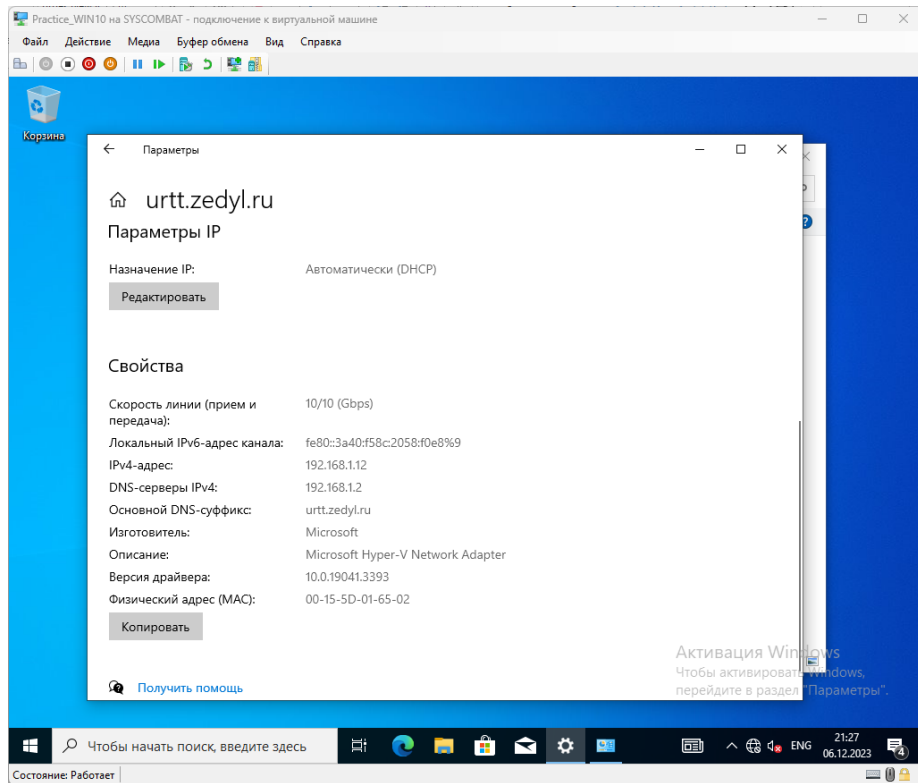 Practice_WIN10 на SYSCOMBAT - подключение к виртуальной машине
Файл Действие Медиа Буфер обмена Вид Справка
Корзина
Параметры
urtt.zedyl.ru
Параметры IP
Назначение IP: Автоматически (DHCP)
Редактировать
Свойства
Скорость линии (прием и 10/10 (Gbps)
передача):
Локальный IPv6-адрес канала: fe80::3a40:f58c:2058:f0e8%9
IPv4-адрес: 192.168.1.12
DNS-серверы IPv4: 192.168.1.2
Основной DNS-суффикс: urtt.zedyl.ru
Изготовитель: Microsoft
Описание: Microsoft Hyper-V Network Adapter
Версия драйвера: 10.0.19041.3393
Физический адрес (MAC): 00-15-5D-01-65-02
Копировать
Активация Windows
Чтобы активировать Windows,
перейдите в раздел "Параметры".
Получить помощь
Чтобы начать поиск, введите здесь
ENG
21:27
06.12.2023
4
Состояние: Работает